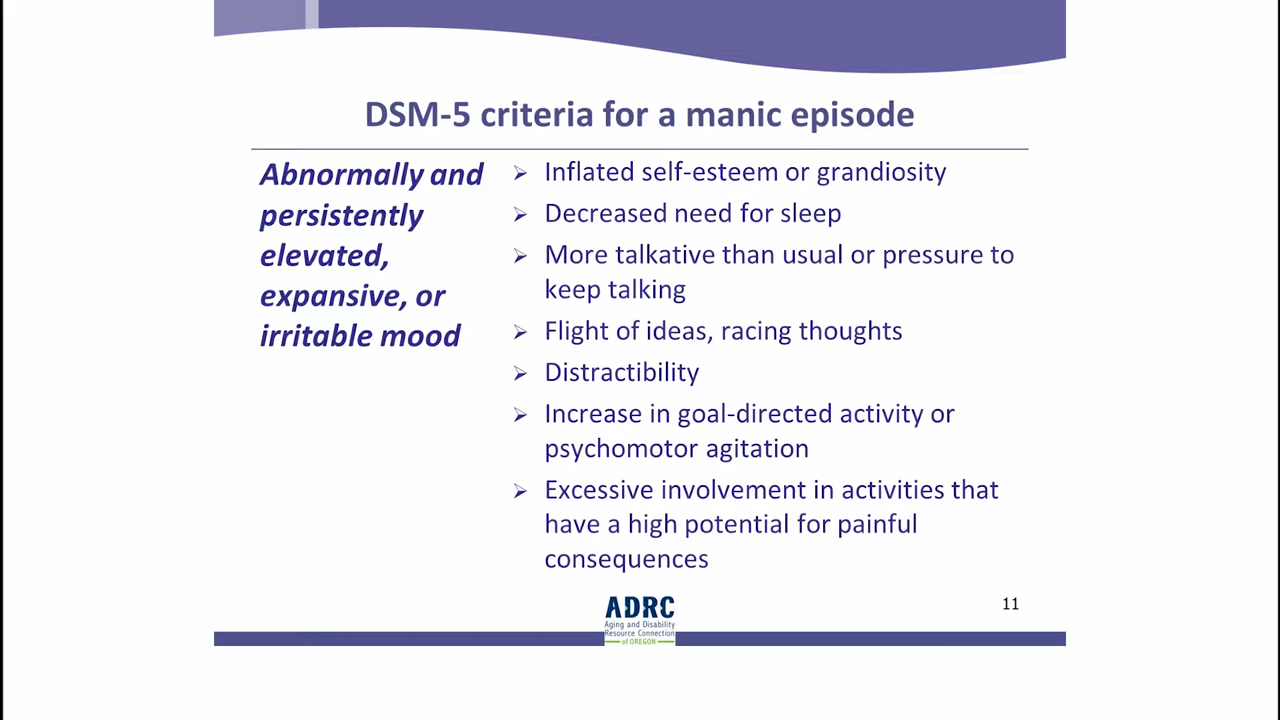 DSM-5 criteria for a manic episode
Abnormally and
persistently
elevated,
expansive, or
irritable mood
➢ Inflated self-esteem or grandiosity
➢ Decreased need for sleep
➢ More talkative than usual or pressure to
keep talking
➢ Flight of ideas, racing thoughts
➢ Distractibility
➢ Increase in goal-directed activity or
psychomotor agitation
➢ Excessive involvement in activities that
have a high potential for painful
consequences
ADRC
Aging and Disability
Resource Connection
of OREGON
11